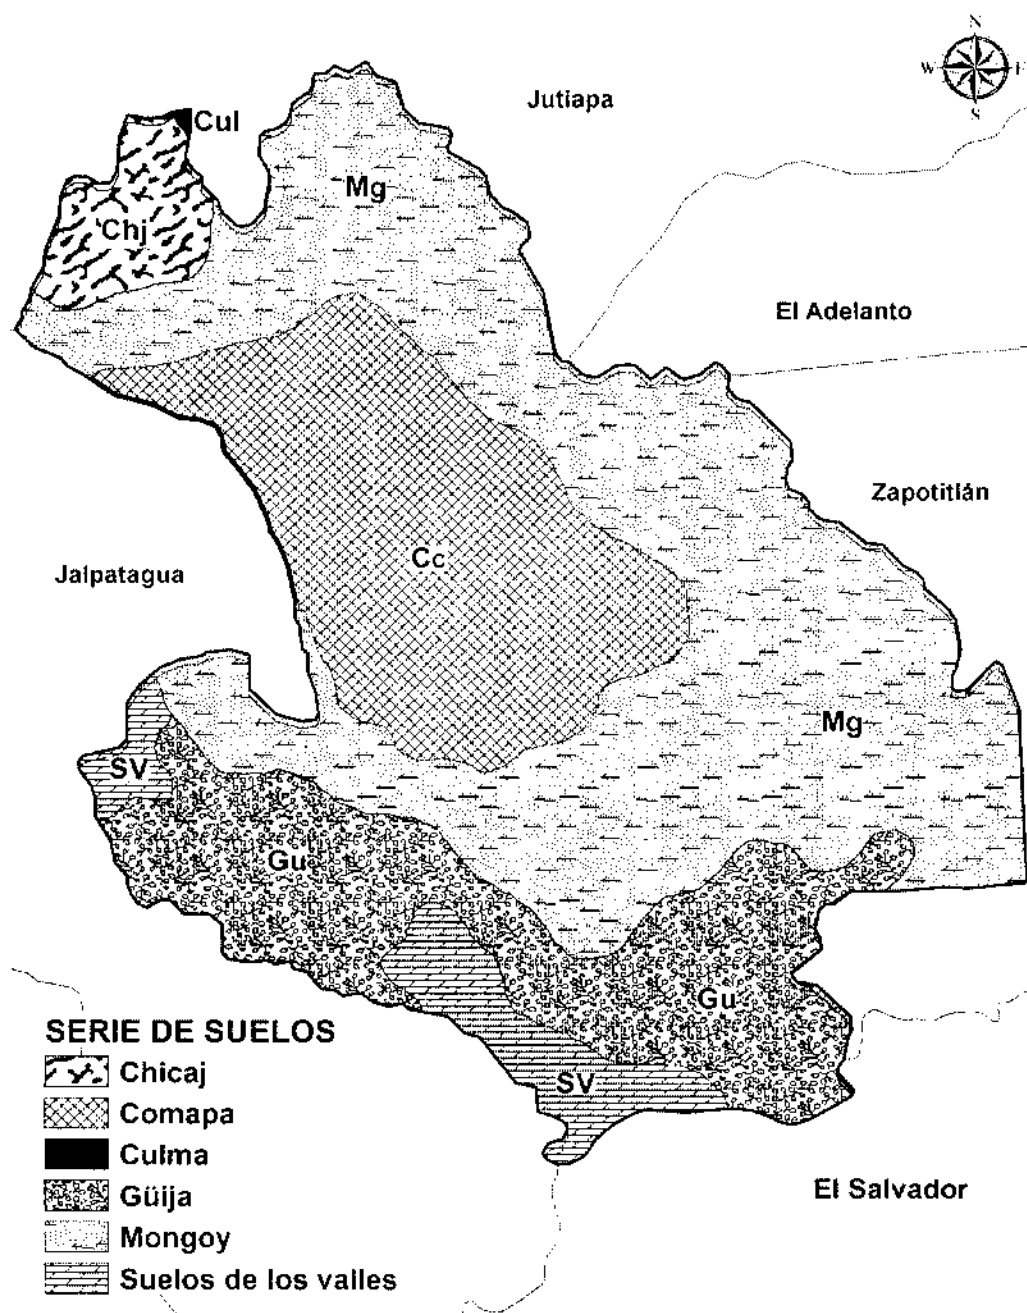 N
W E
S
Jutiapa
Cul
Mg
Chj
El Adelanto
Zapotitlán
Cc
Jalpatagua
Mg
SV
Gu
Gu
SV
SERIE DE SUELOS
Chicaj
Comapa
Culma
Güija
Mongoy
Suelos de los valles
El Salvador